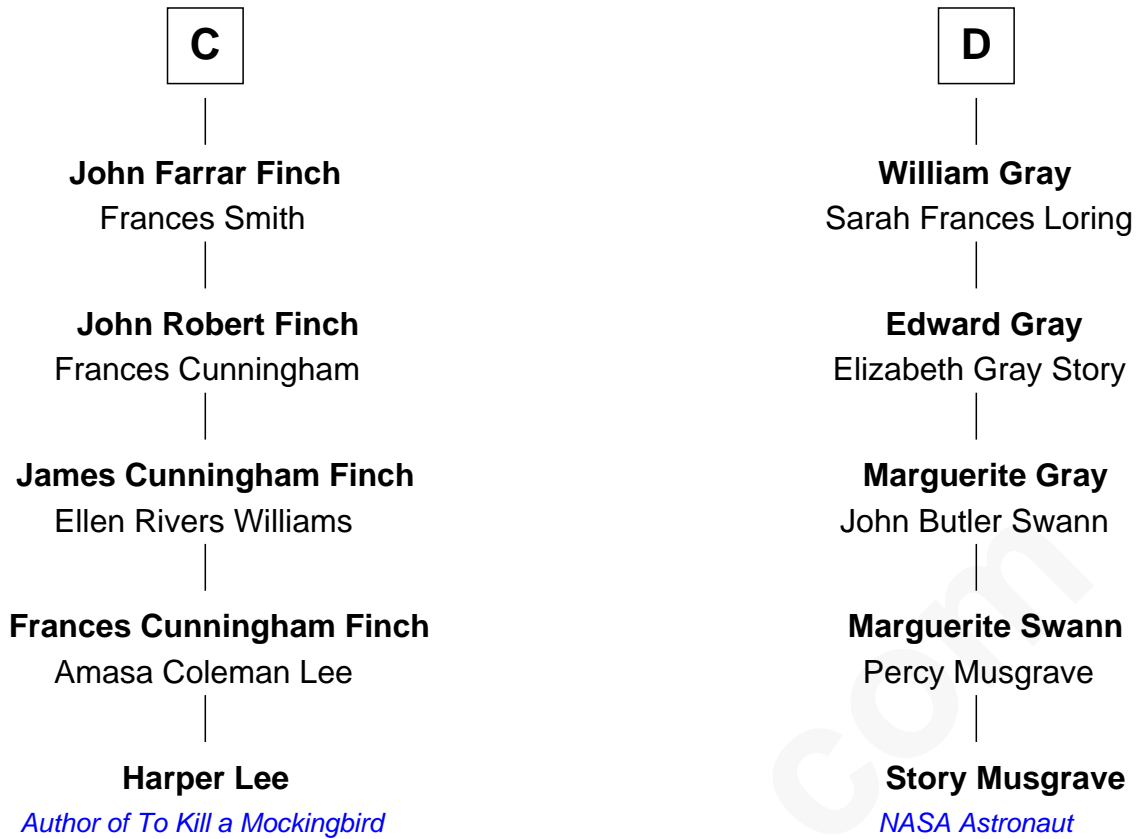 C
John Farrar Finch
Frances Smith
John Robert Finch
Frances Cunningham
James Cunningham Finch
Ellen Rivers Williams
Frances Cunningham Finch
Amasa Coleman Lee
Harper Lee
Author of To Kill a Mockingbird
D
William Gray
Sarah Frances Loring
Edward Gray
Elizabeth Gray Story
Marguerite Gray
John Butler Swann
Marguerite Swann
Percy Musgrave
Story Musgrave
NASA Astronaut
com